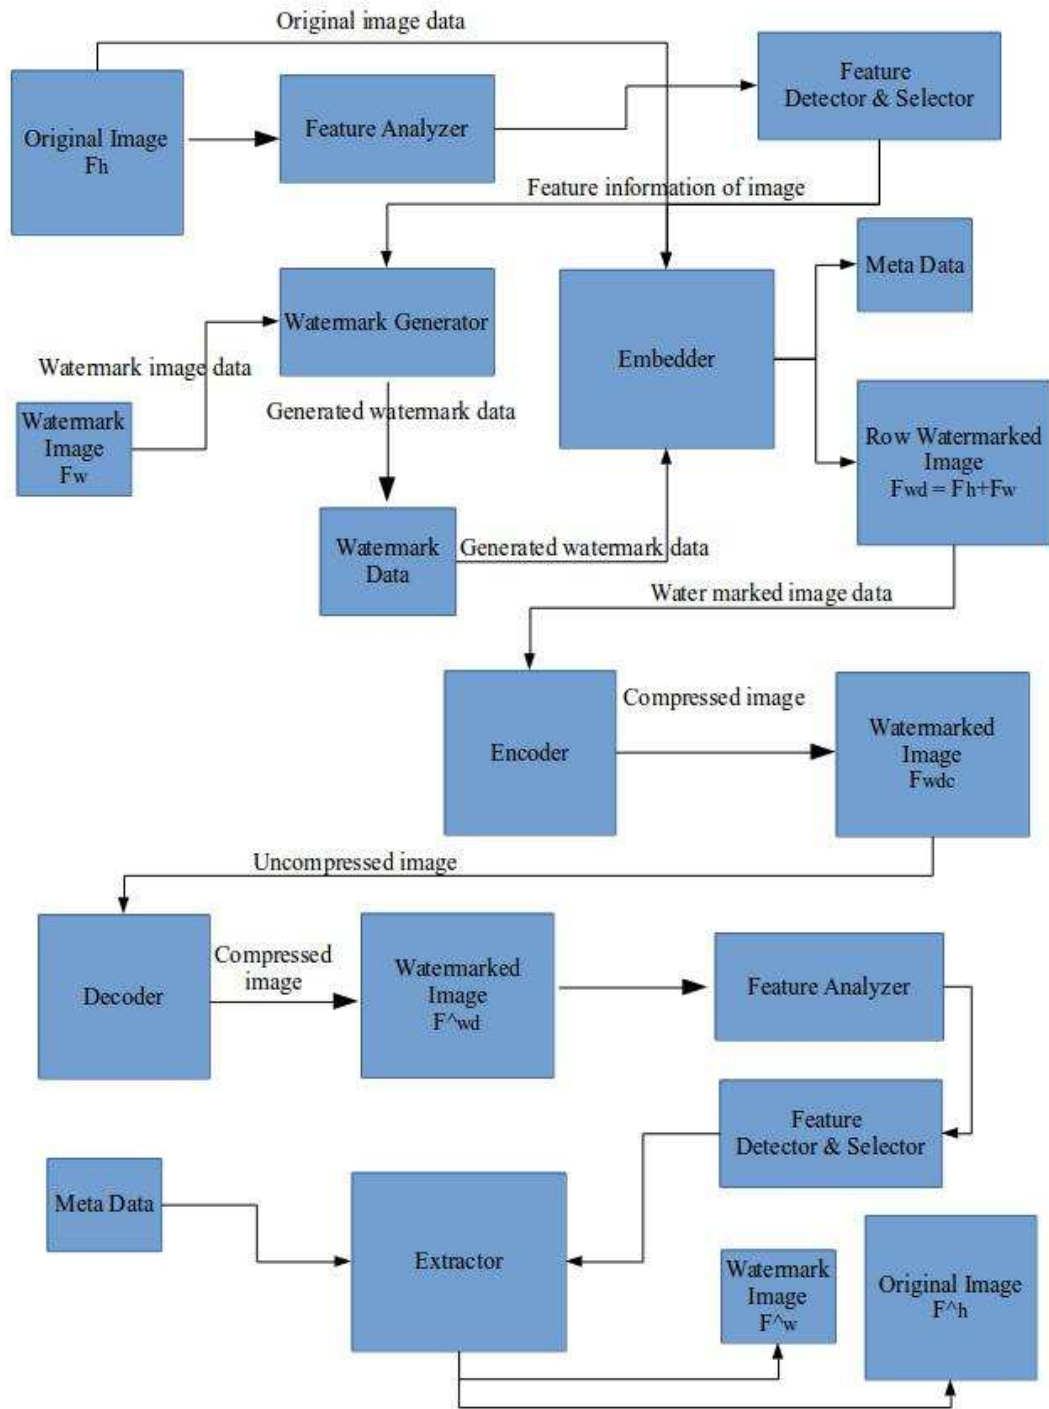 Original image data
Original Image
Fh
Feature Analyzer
Feature
Detector & Selector
Feature information of image
Meta Data
Watermark Generator
Embedder
Watermark image data
Generated watermark data
Watermark
Image
Fw
Row Watermarked
Image
Fwd = Fh+Fw
Watermark
Data
Generated watermark data
Water marked image data
Encoder
Compressed image
Watermarked
Image
Fwdc
Uncompressed image
Decoder
Compressed
image
Watermarked
Image
F^wd
Feature Analyzer
Feature
Detector & Selector
Meta Data
Extractor
Watermark
Image
F^w
Original Image
F^h